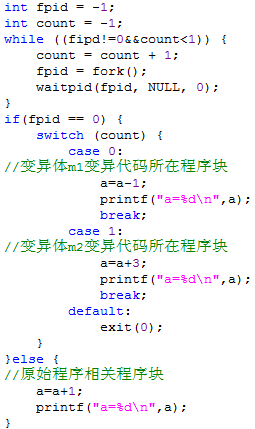 int fpid = -1;
int count = -1;
while ((fipd!=0&&count<1)) {
    count = count + 1;
    fpid = fork();
    waitpid(fpid, NULL, 0);
}
if(fpid == 0) {
    switch (count) {
        case 0:
//变异体m1变异代码所在程序块
            a=a-1;
            printf("a=%d\n",a);
            break;
        case 1:
//变异体m2变异代码所在程序块
            a=a+3;
            printf("a=%d\n",a);
            break;
        default:
            exit(0);
    }
}else {
//原始程序相关程序块
    a=a+1;
    printf("a=%d\n",a);
}